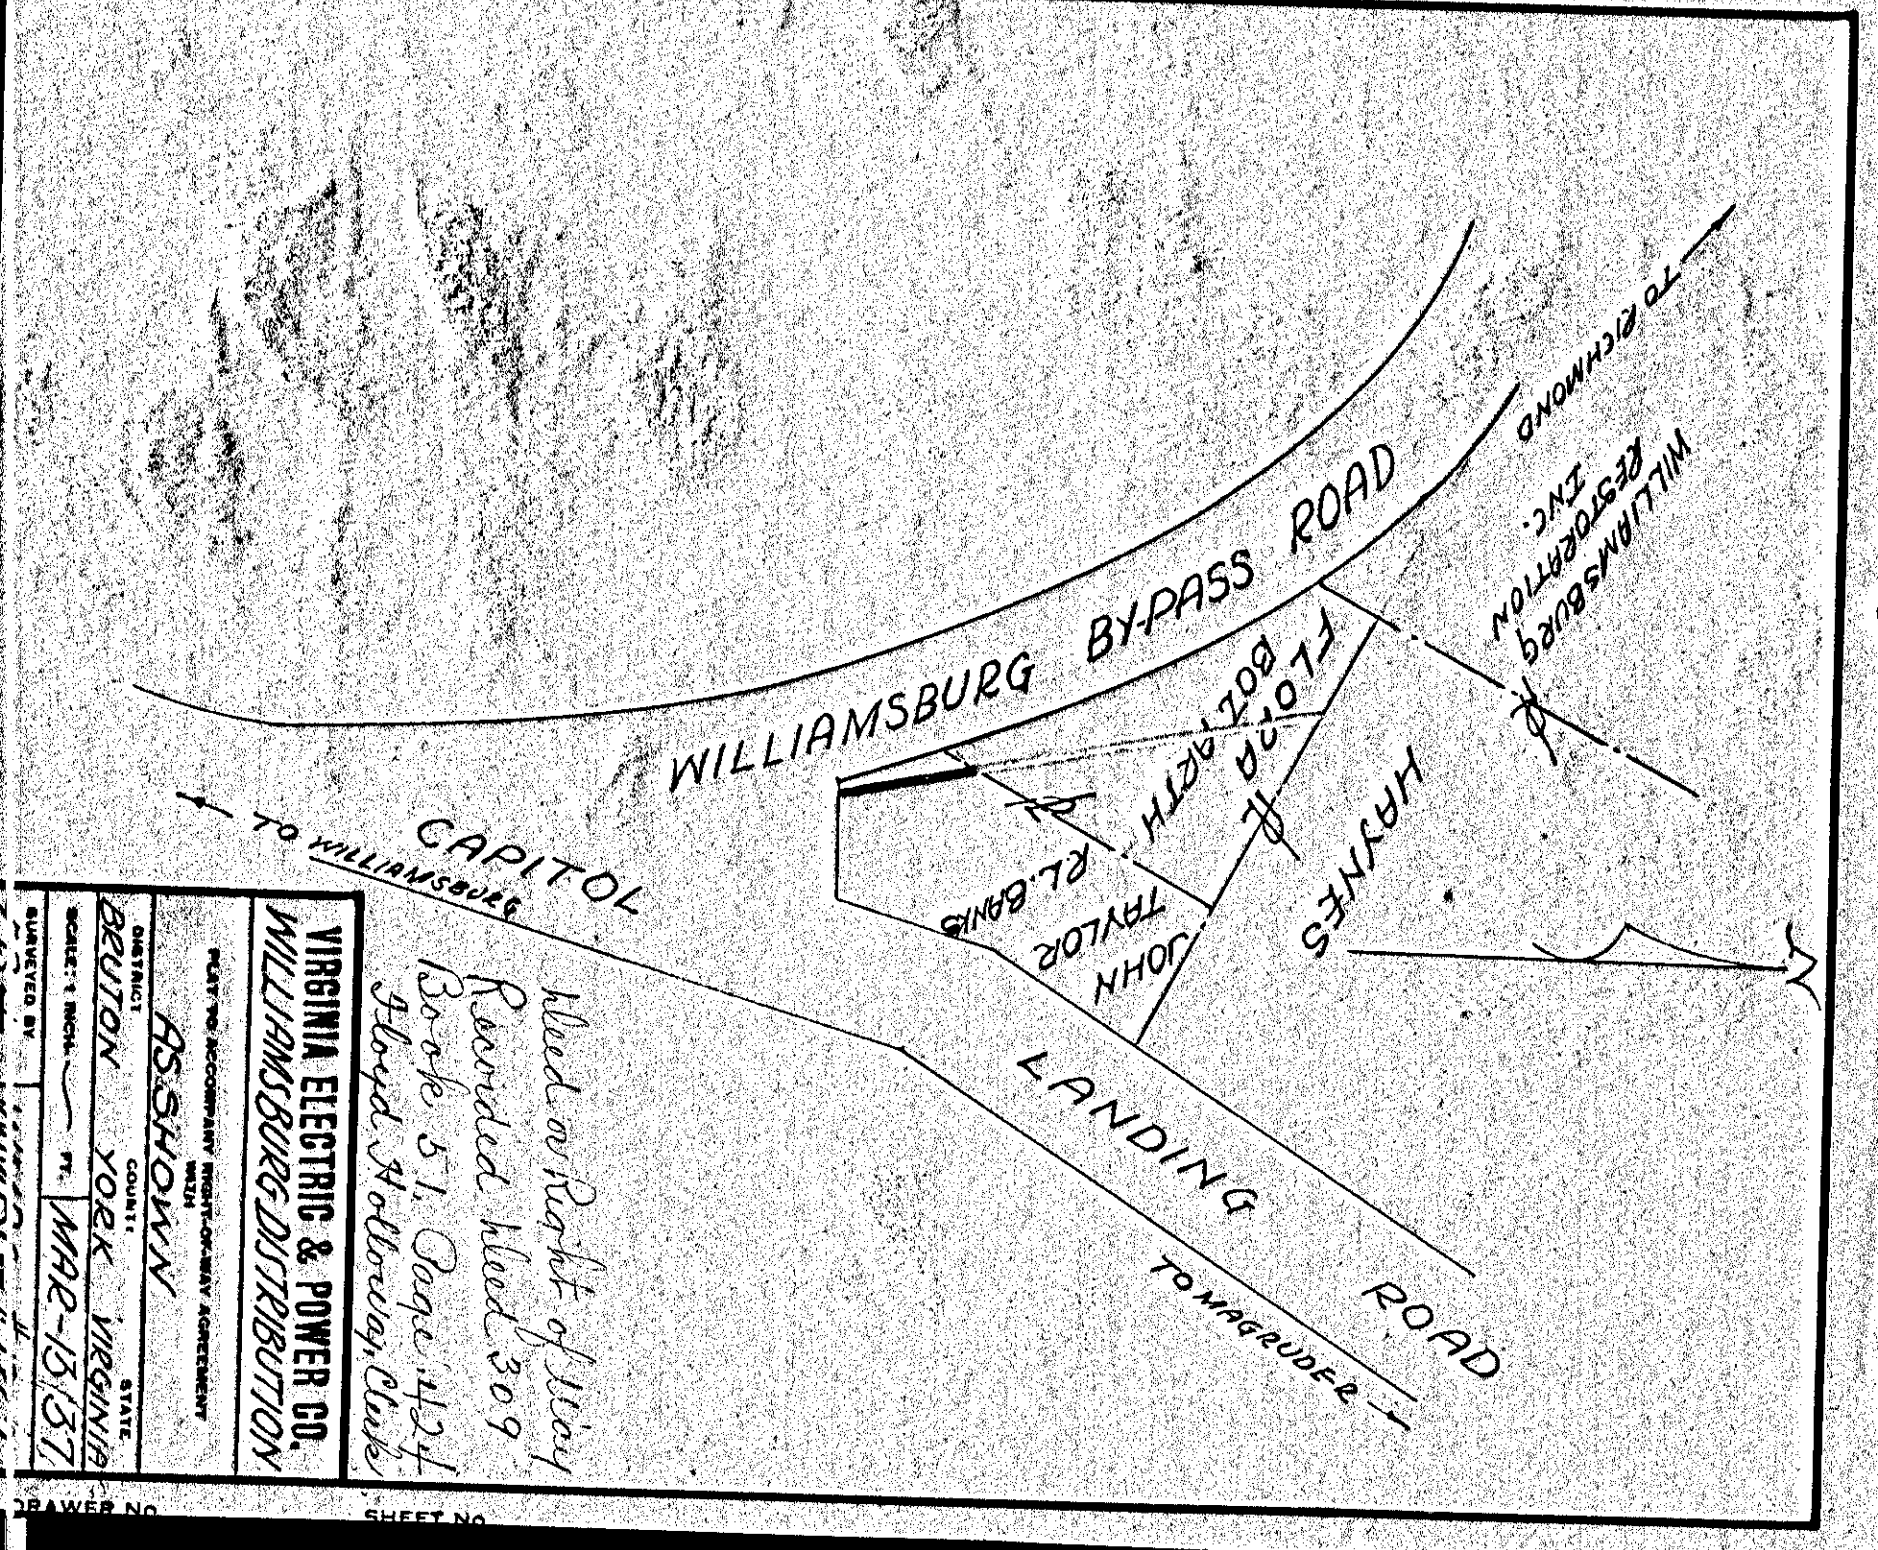 WILLIAMSBURG BY-PASS ROAD
TO RICHMOND
WILLIAMSBURG
RESTORATION
INC.
FLORA
BOZARTH
HAYNES
R.L. BANKS
JOHN
TAYLOR
CAPITOL LANDING ROAD
TO WILLIAMSBURG
TO MAGRUDER
Deed or Right of Way
Recorded Deed 309
Book 51, Page 424
Floyd Holloway, Clerk
VIRGINIA ELECTRIC & POWER CO.
WILLIAMSBURG DISTRIBUTION
PLAT TO ACCOMPANY RIGHT-OF-WAY AGREEMENT
WITH
AS SHOWN
DISTRICT COUNTY STATE
BRUTON YORK VIRGINIA
SCALE: 1 INCH FT. MAR-15-37
SURVEYED BY
DRAWER NO
SHEET NO